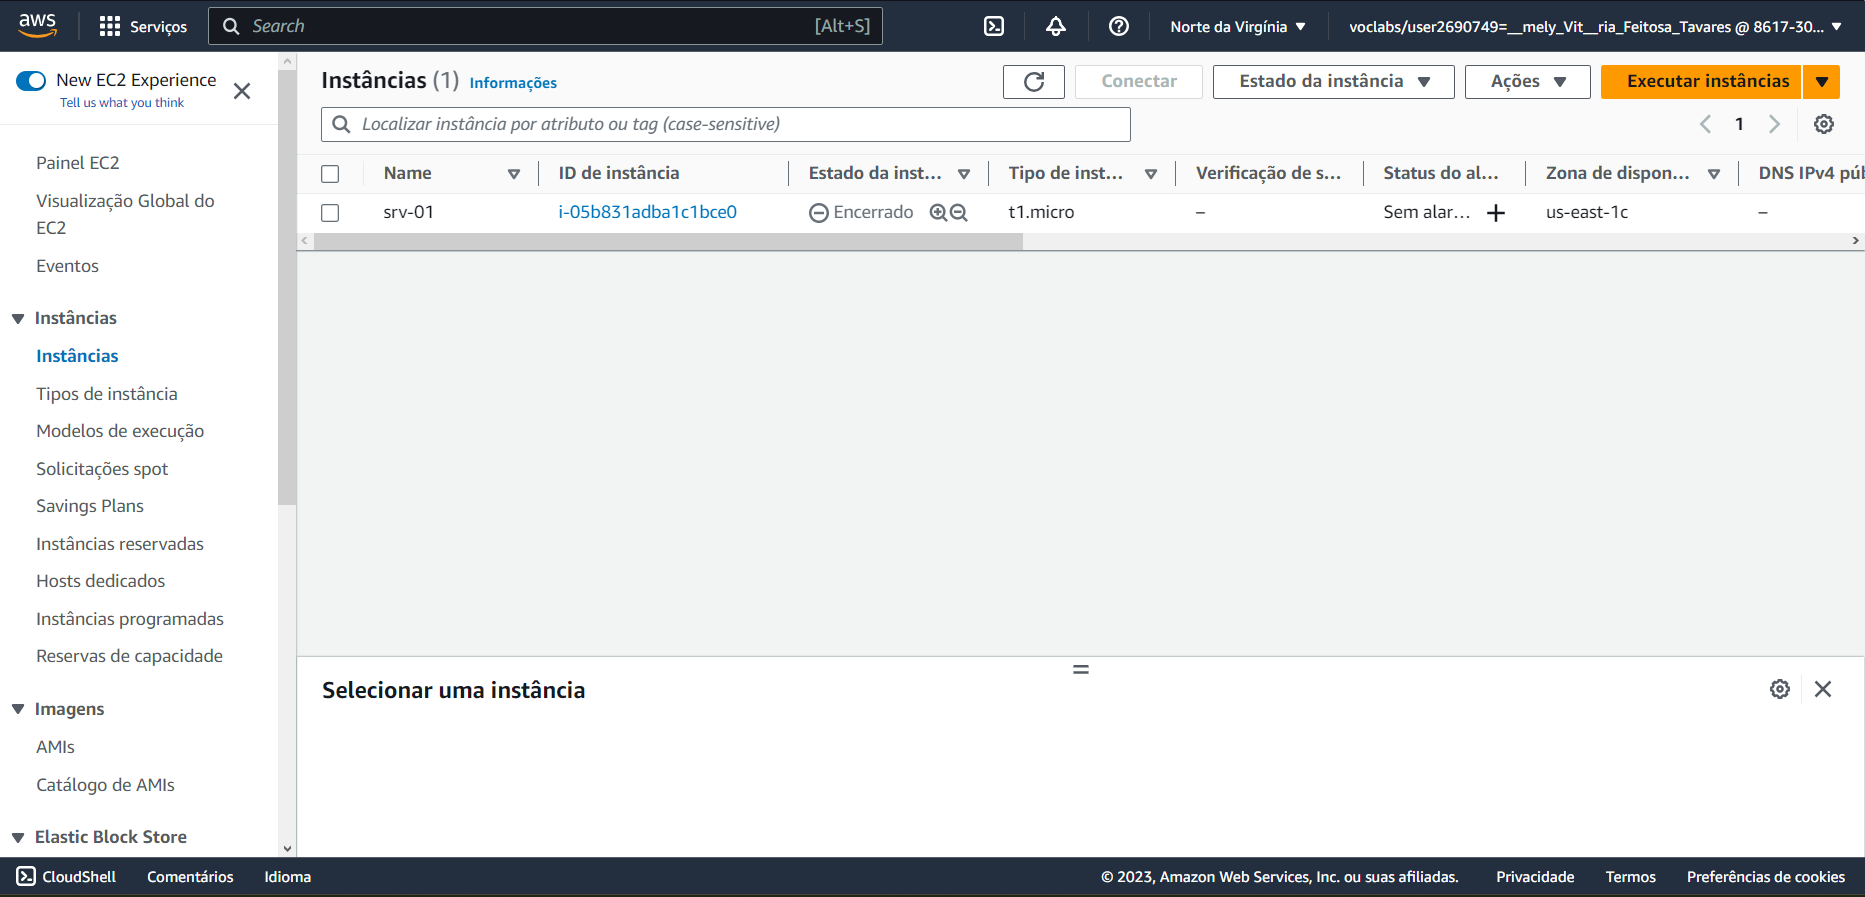 aws
Serviços
Search
[Alt+S]
Norte da Virgínia
voclabs/user2690749=__mely_Vit__ria_Feitosa_Tavares @ 8617-30...
New EC2 Experience
Tell us what you think
Painel EC2
Visualização Global do
EC2
Eventos
Instâncias
Instâncias
Tipos de instância
Modelos de execução
Solicitações spot
Savings Plans
Instâncias reservadas
Hosts dedicados
Instâncias programadas
Reservas de capacidade
Imagens
AMIs
Catálogo de AMIs
Elastic Block Store
Instâncias (1) Informações
Conectar
Estado da instância
Ações
Executar instâncias
Localizar instância por atributo ou tag (case-sensitive)
1
Name ID de instância Estado da inst... Tipo de inst... Verificação de s... Status do al... Zona de dispon... DNS IPv4 púb
srv-01 i-05b831adba1c1bce0 Encerrado t1.micro – Sem alar... us-east-1c –
Selecionar uma instância
CloudShell Comentários Idioma © 2023, Amazon Web Services, Inc. ou suas afiliadas. Privacidade Termos Preferências de cookies